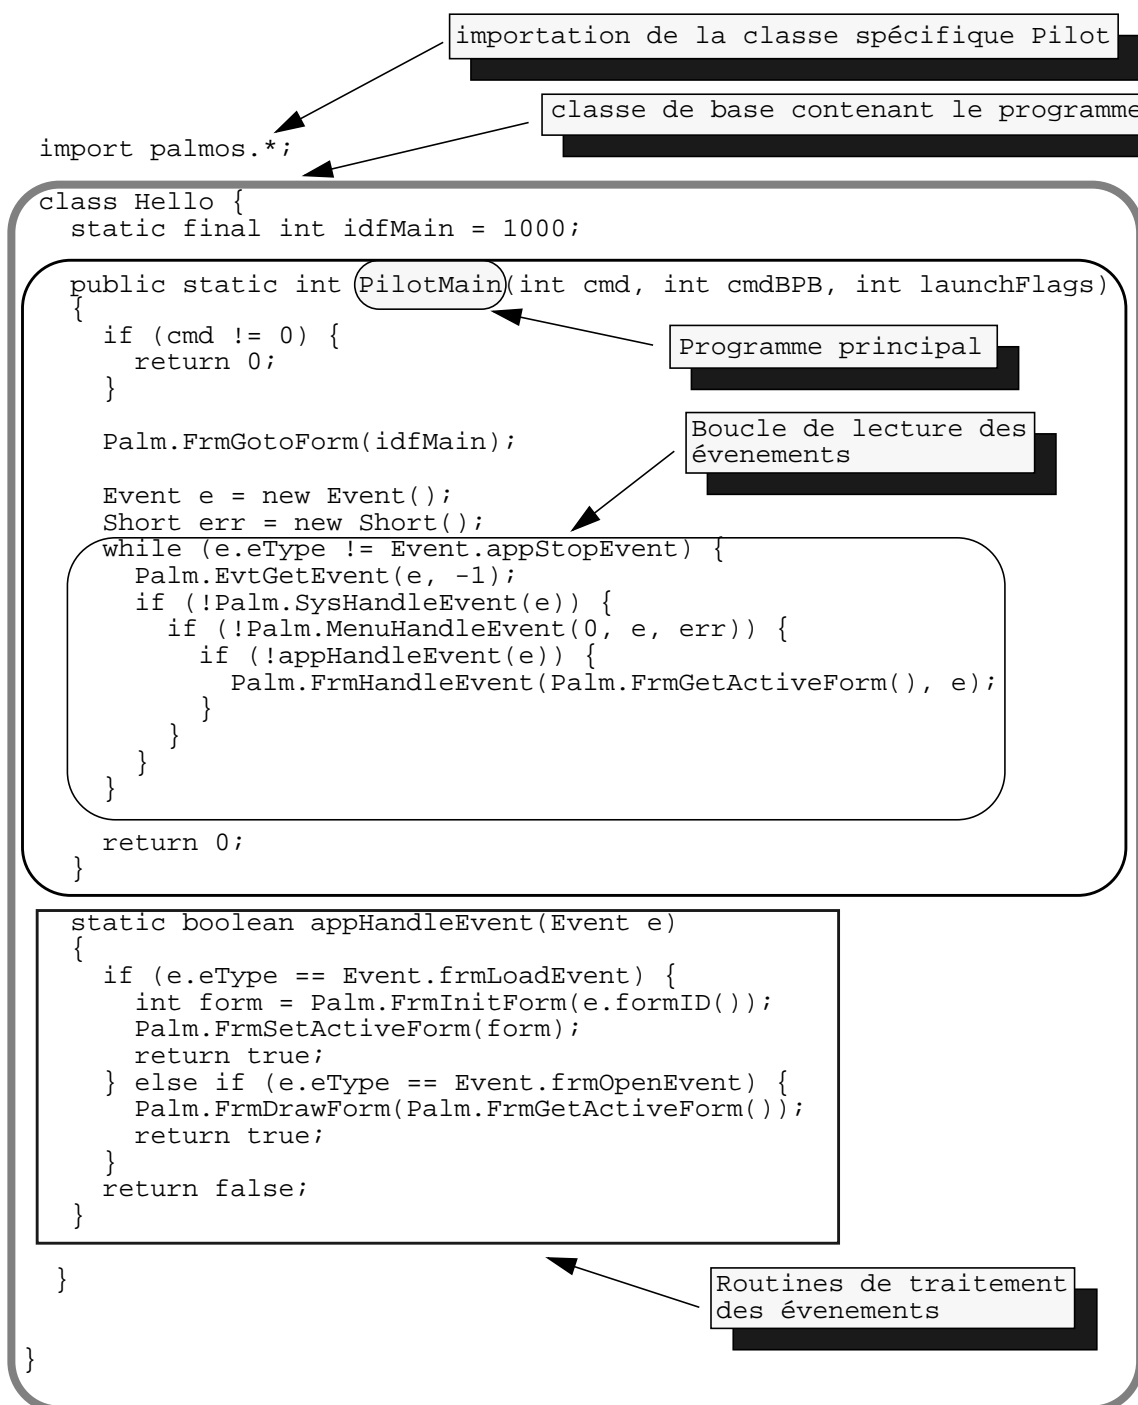 importation de la classe spécifique Pilot
classe de base contenant le programme
import palmos.*;
class Hello {
static final int idfMain = 1000;
public static int PilotMain(int cmd, int cmdBPB, int launchFlags)
{
if (cmd != 0) {
return 0;
}
Programme principal
Palm.FrmGotoForm(idfMain);
Boucle de lecture des
évenements
Event e = new Event();
Short err = new Short();
while (e.eType != Event.appStopEvent) {
Palm.EvtGetEvent(e, -1);
if (!Palm.SysHandleEvent(e)) {
if (!Palm.MenuHandleEvent(0, e, err)) {
if (!appHandleEvent(e)) {
Palm.FrmHandleEvent(Palm.FrmGetActiveForm(), e);
}
}
}
}
return 0;
}
static boolean appHandleEvent(Event e)
{
if (e.eType == Event.frmLoadEvent) {
int form = Palm.FrmInitForm(e.formID());
Palm.FrmSetActiveForm(form);
return true;
} else if (e.eType == Event.frmOpenEvent) {
Palm.FrmDrawForm(Palm.FrmGetActiveForm());
return true;
}
return false;
}
}
Routines de traitement
des évenements
}